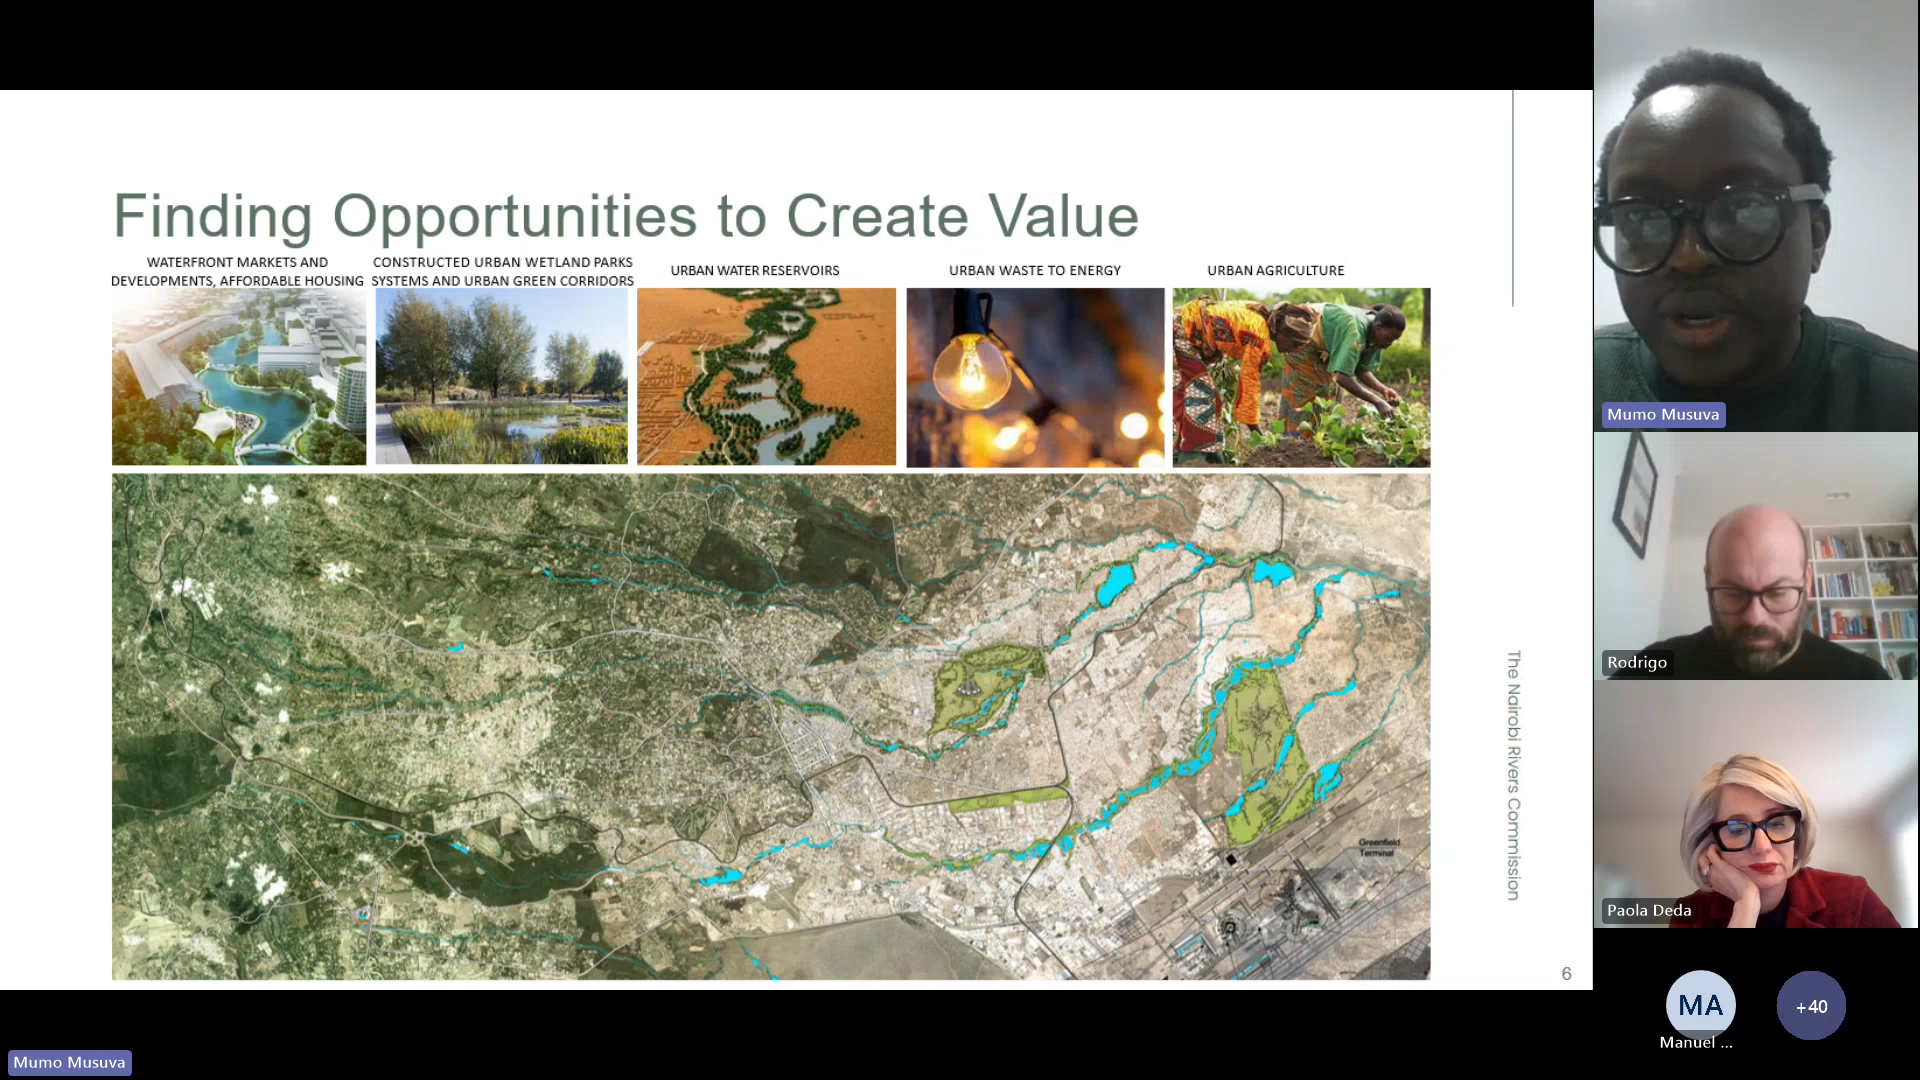 Finding Opportunities to Create Value
WATERFRONT MARKETS AND
DEVELOPMENTS, AFFORDABLE HOUSING
CONSTRUCTED URBAN WETLAND PARKS
SYSTEMS AND URBAN GREEN CORRIDORS
URBAN WATER RESERVOIRS
URBAN WASTE TO ENERGY
URBAN AGRICULTURE
Greenfield
Terminal
The Nairobi Rivers Commission
6
Mumo Musuva
Rodrigo
Paola Deda
MA
Manuel ...
+40
Mumo Musuva